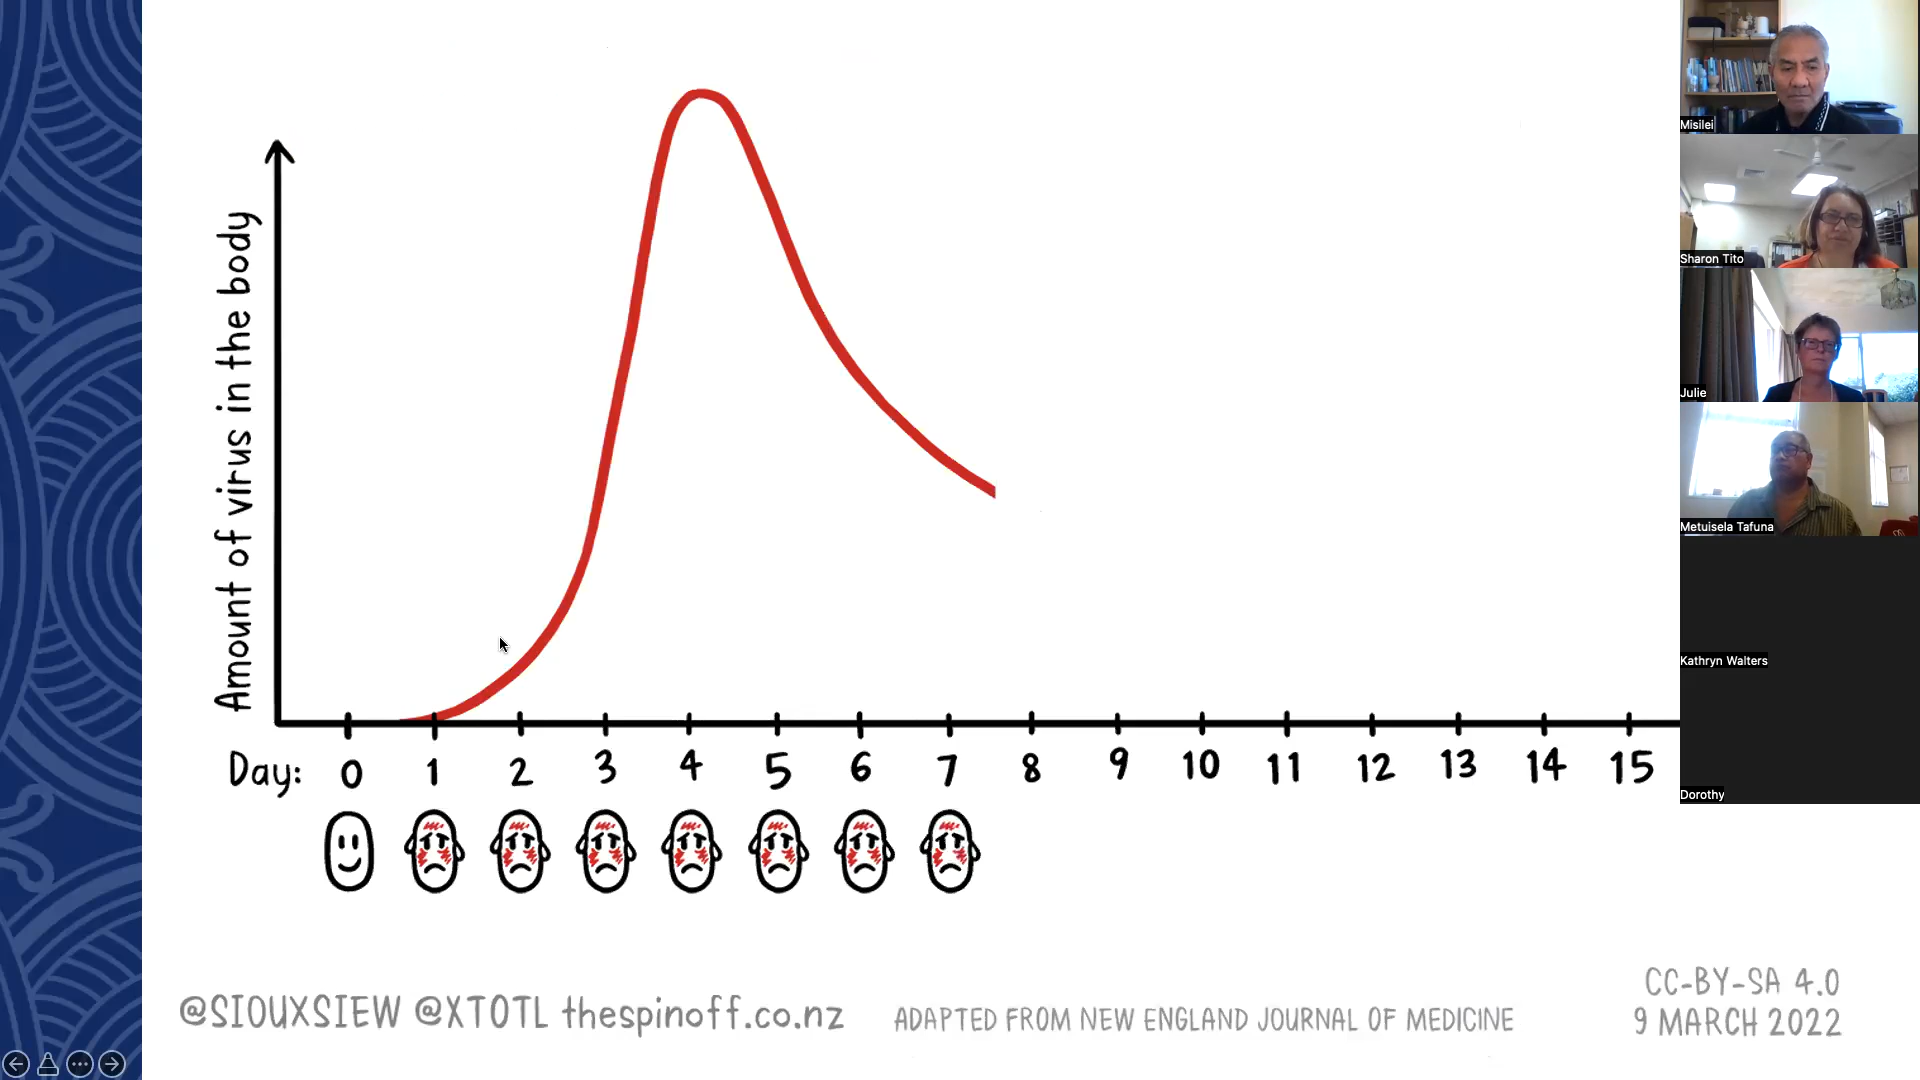 Amount of virus in the body
Day: 0 1 2 3 4 5 6 7 8 9 10 11 12 13 14 15
@SIOUXSIEW @XTOTL thespinoff.co.nz
ADAPTED FROM NEW ENGLAND JOURNAL OF MEDICINE
CC-BY-SA 4.0
9 MARCH 2022
Misilei
Sharon Tito
Julie
Metuisela Tafuna
Kathryn Walters
Dorothy